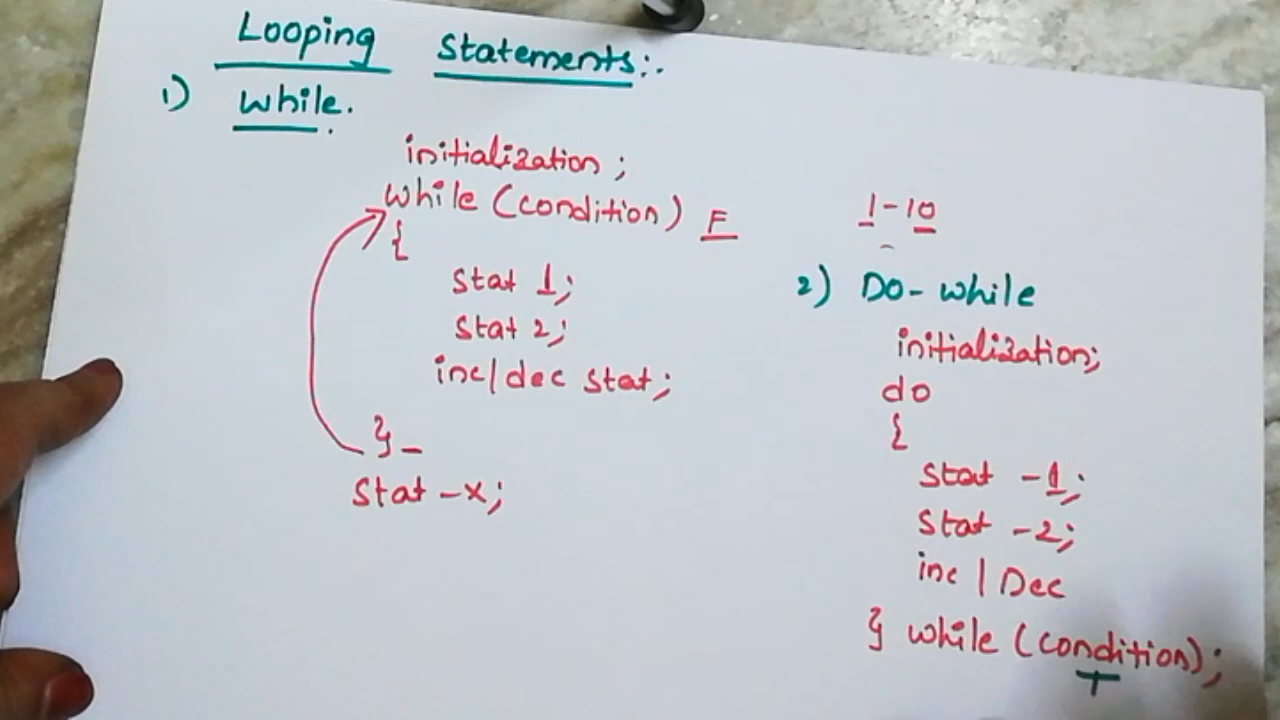 Looping Statements:.
1) While.
initialization;
while (condition) F
{
Stat 1;
Stat 2;
inc/dec stat;
}
Stat -x;
1-10
2) Do-while
initialization;
do
{
Stat -1;
Stat -2;
inc / Dec
} while (condition);
T